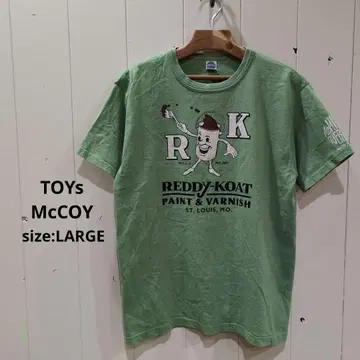 TOYs
McCOY
size:LARGE
R K
REDDY-KOAT
PAINT & VARNISH
ST. LOUIS, MO.